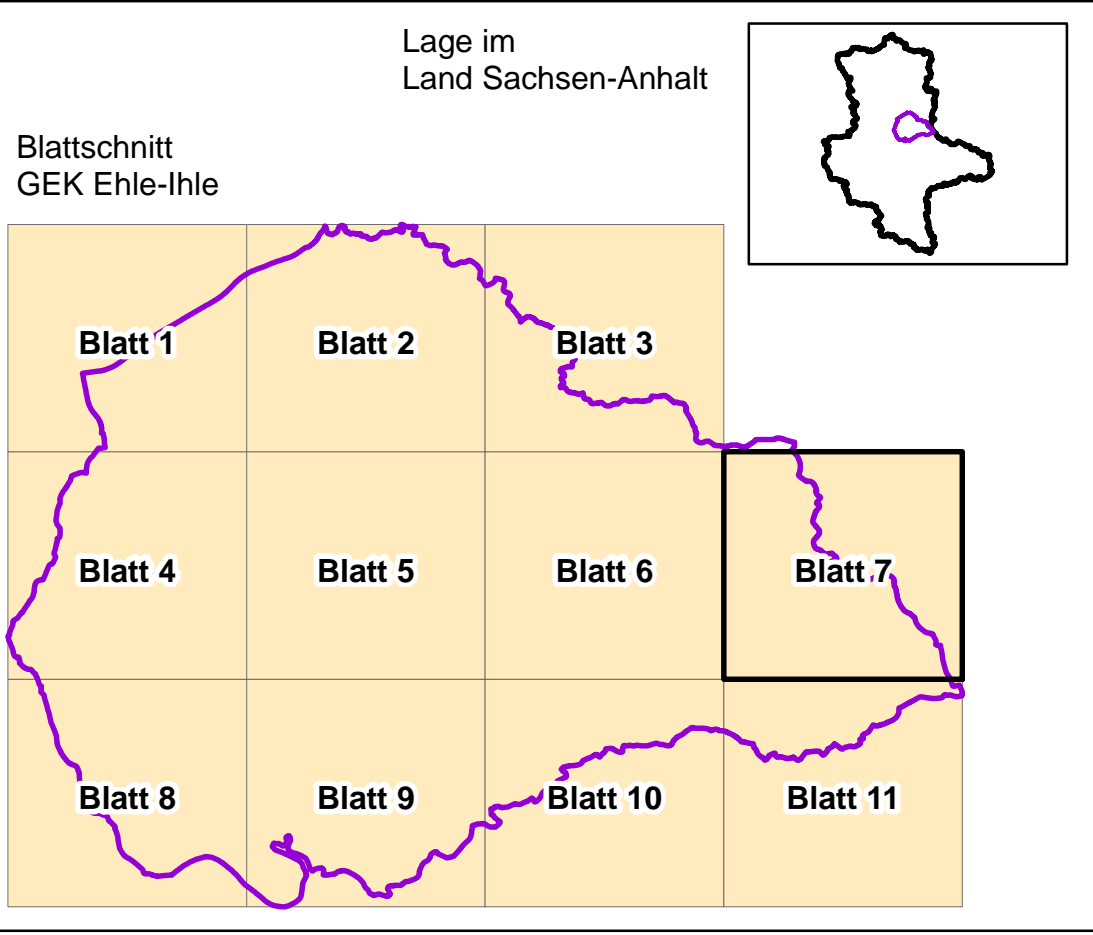 Lage im
Land Sachsen-Anhalt
Blattschnitt
GEK Ehle-Ihle
Blatt 1
Blatt 2
Blatt 3
Blatt 4
Blatt 5
Blatt 6
Blatt 7
Blatt 8
Blatt 9
Blatt 10
Blatt 11